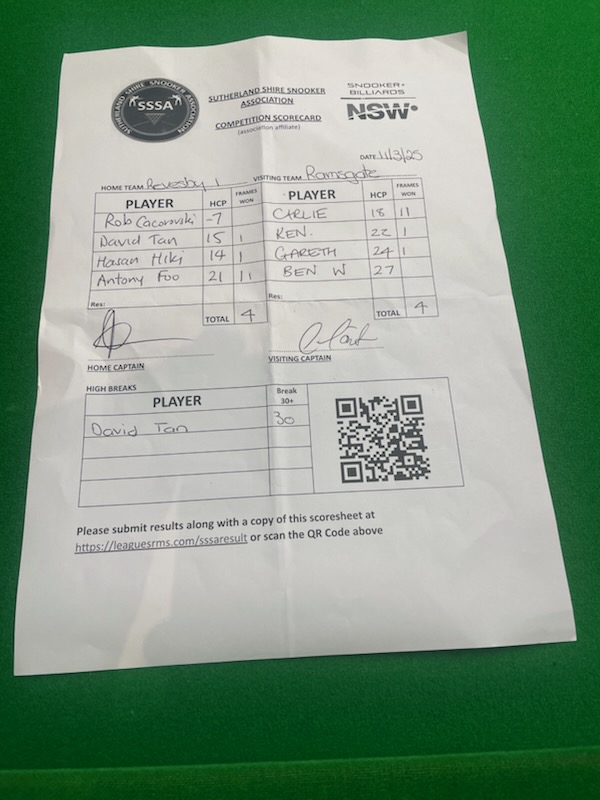 SUTHERLAND SHIRE SNOOKER ASSOCIATION
SSSA
SUTHERLAND SHIRE SNOOKER
ASSOCIATION
COMPETITION SCORECARD
(association affiliate)
SNOOKER+
BILLIARDS
NSW
DATE 11/3/25
HOME TEAM Revesby 1 VISITING TEAM Ramsgate
PLAYER HCP FRAMES WON PLAYER HCP FRAMES WON
Rob Cacorovski -7 CARLIE 18 11
David Tan 15 1 KEN. 22 1
Hasan Hiki 14 1 GARETH 24 1
Antony Foo 21 11 BEN W 27
Res: Res:
TOTAL 4 TOTAL 4
HOME CAPTAIN VISITING CAPTAIN
HIGH BREAKS
PLAYER Break 30+
David Tan 30
Please submit results along with a copy of this scoresheet at
https://leaguesrms.com/sssaresult or scan the QR Code above